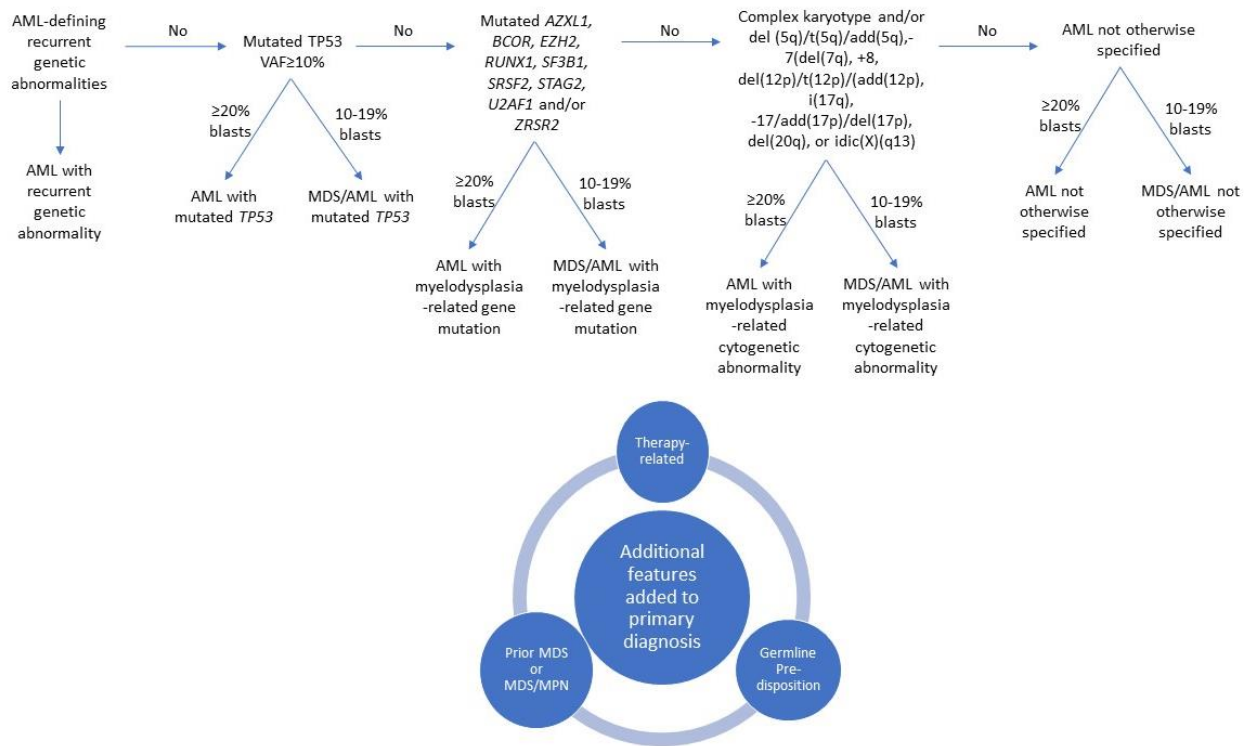 AML-defining
recurrent
genetic
abnormalities
No
Mutated TP53
VAF≥10%
No
Mutated AZXL1,
BCOR, EZH2,
RUNX1, SF3B1,
SRSF2, STAG2,
U2AF1 and/or
ZRSR2
No
Complex karyotype and/or
del (5q)/t(5q)/add(5q),-
7(del(7q), +8,
del(12p)/t(12p)/(add(12p),
i(17q),
-17/add(17p)/del(17p),
del(20q), or idic(X)(q13)
No
AML not otherwise
specified
AML with
recurrent
genetic
abnormality
≥20%
blasts
10-19%
blasts
AML with
mutated TP53
MDS/AML with
mutated TP53
≥20%
blasts
10-19%
blasts
AML with
myelodysplasia
-related gene
mutation
MDS/AML with
myelodysplasia
-related gene
mutation
≥20%
blasts
10-19%
blasts
AML with
myelodysplasia
-related
cytogenetic
abnormality
MDS/AML with
myelodysplasia
-related
cytogenetic
abnormality
≥20%
blasts
10-19%
blasts
AML not
otherwise
specified
MDS/AML not
otherwise
specified
Therapy-
related
Additional
features
added to
primary
diagnosis
Prior MDS
or
MDS/MPN
Germline
Pre-
disposition